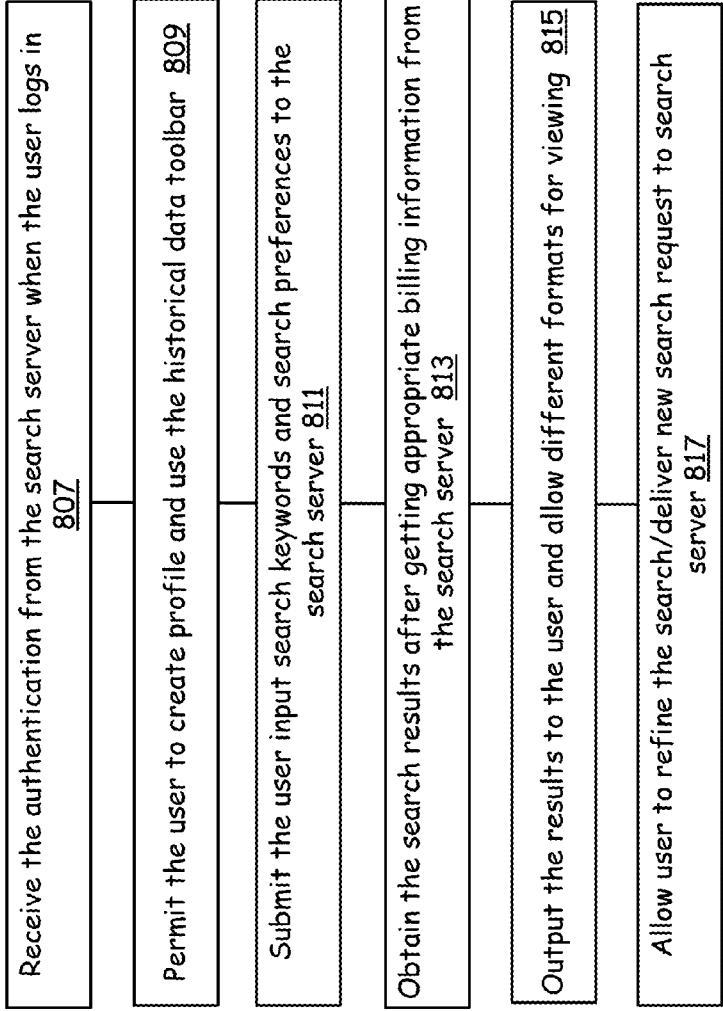 Receive the authentication from the search server when the user logs in
807
Permit the user to create profile and use the historical data toolbar 809
Submit the user input search keywords and search preferences to the
search server 811
Obtain the search results after getting appropriate billing information from
the search server 813
Output the results to the user and allow different formats for viewing 815
Allow user to refine the search/deliver new search request to search
server 817